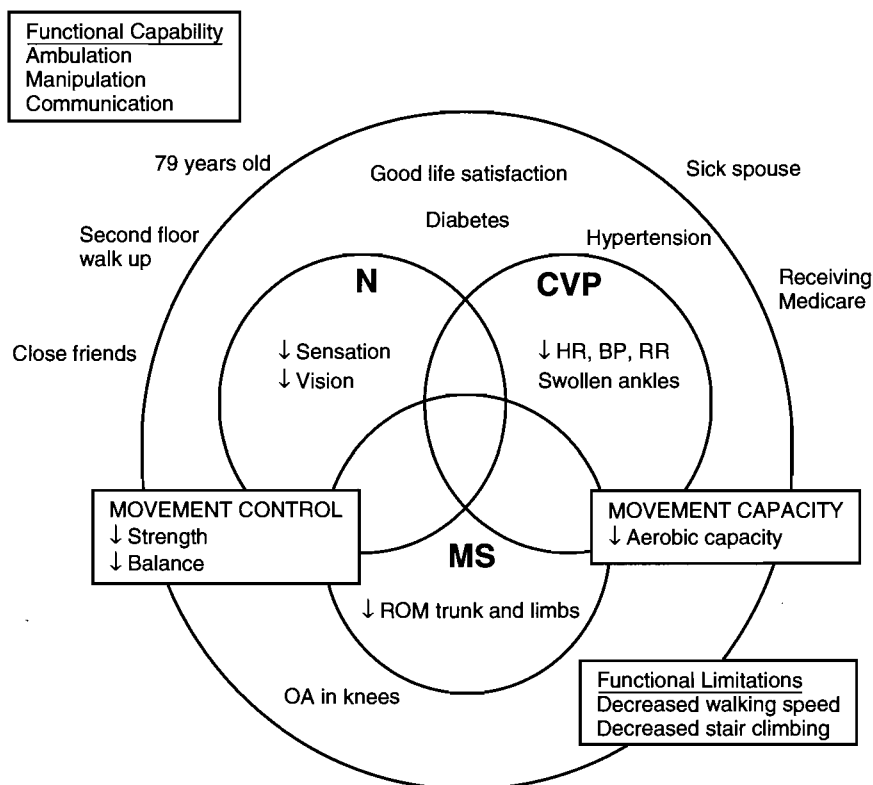 Functional Capability
Ambulation
Manipulation
Communication
79 years old
Good life satisfaction
Sick spouse
Diabetes
Second floor
walk up
Hypertension
N
CVP
Receiving
Medicare
Close friends
↓ Sensation
↓ Vision
↓ HR, BP, RR
Swollen ankles
MOVEMENT CONTROL
↓ Strength
↓ Balance
MOVEMENT CAPACITY
↓ Aerobic capacity
MS
↓ ROM trunk and limbs
OA in knees
Functional Limitations
Decreased walking speed
Decreased stair climbing